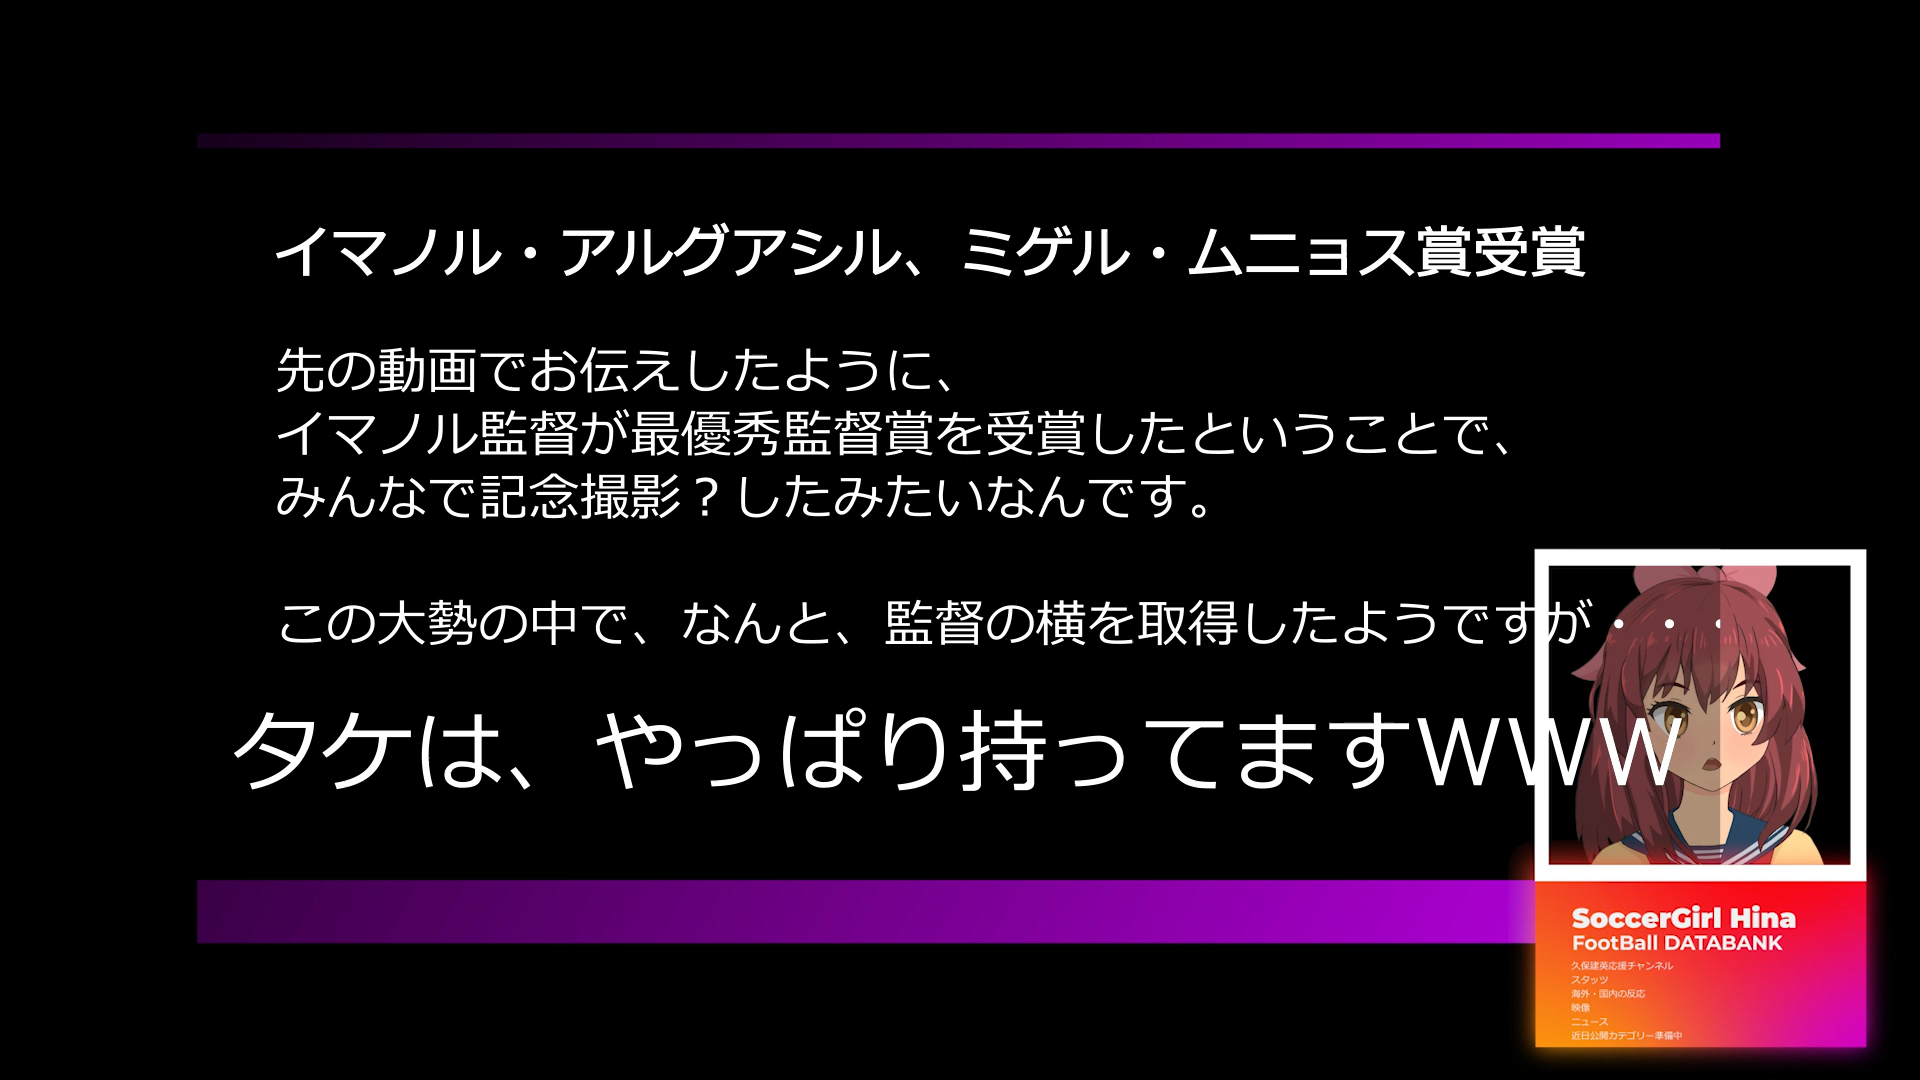 イマノル・アルグアシル、ミゲル・ムニョス賞受賞
先の動画でお伝えしたように、
イマノル監督が最優秀監督賞を受賞したということで、
みんなで記念撮影？したみたいなんです。
この大勢の中で、なんと、監督の横を取得したようですが・・・
タケは、やっぱり持ってますWWW
SoccerGirl Hina
FootBall DATABANK
久保建英応援チャンネル
スタッツ
海外・国内の反応
映像
ニュース
近日公開カテゴリー準備中